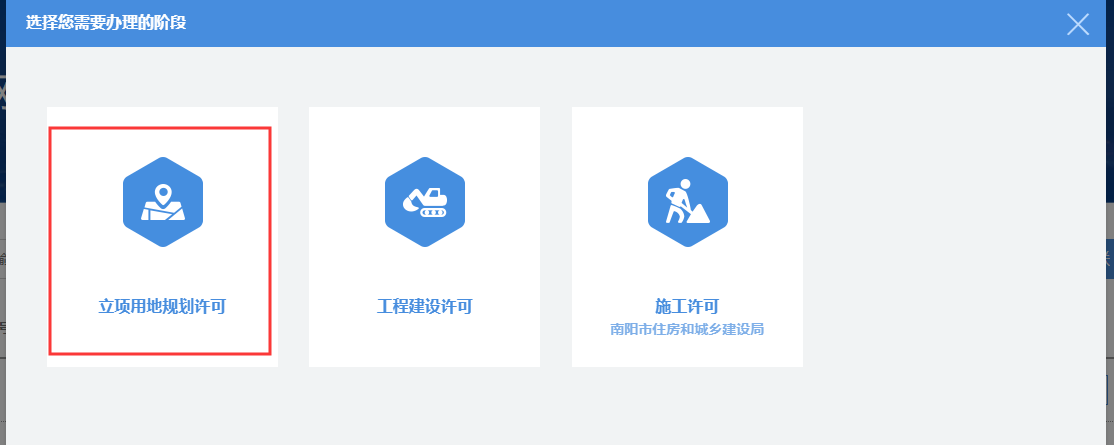 选择您需要办理的阶段
立项用地规划许可
工程建设许可
施工许可
南阳市住房和城乡建设局